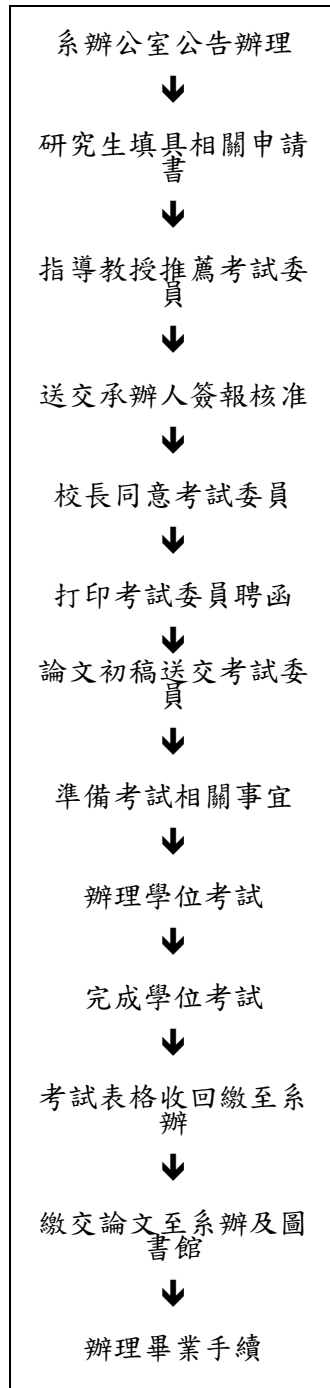 系辦公室公告辦理
🡻
研究生填具相關申請
書
🡻
指導教授推薦考試委
員
🡻
送交承辦人簽報核准
🡻
校長同意考試委員
🡻
打印考試委員聘函
🡻
論文初稿送交考試委
員
🡻
準備考試相關事宜
🡻
辦理學位考試
🡻
完成學位考試
🡻
考試表格收回繳至系
辦
🡻
繳交論文至系辦及圖
書館
🡻
辦理畢業手續